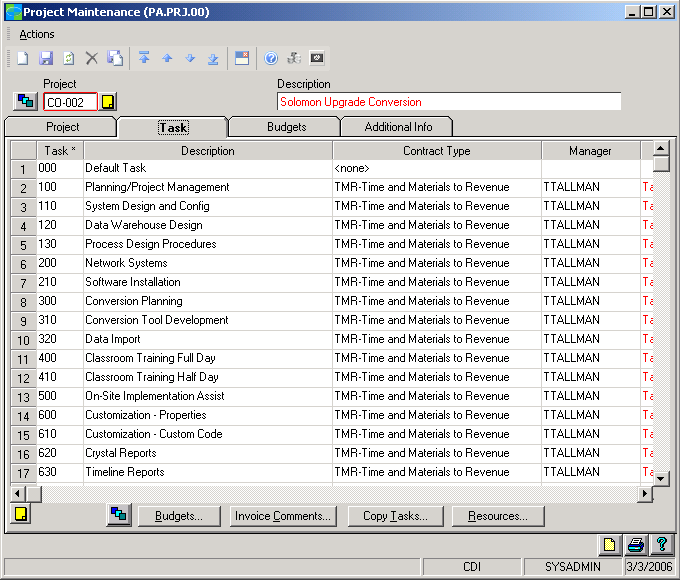 Project Maintenance (PA.PRJ.00)
Actions
Project Description
CO-002 Solomon Upgrade Conversion
Project Task Budgets Additional Info
Task * Description Contract Type Manager
1 000 Default Task <none>
2 100 Planning/Project Management TMR-Time and Materials to Revenue TTALLMAN Ta
3 110 System Design and Config TMR-Time and Materials to Revenue TTALLMAN Ta
4 120 Data Warehouse Design TMR-Time and Materials to Revenue TTALLMAN Ta
5 130 Process Design Procedures TMR-Time and Materials to Revenue TTALLMAN Ta
6 200 Network Systems TMR-Time and Materials to Revenue TTALLMAN Ta
7 210 Software Installation TMR-Time and Materials to Revenue TTALLMAN Ta
8 300 Conversion Planning TMR-Time and Materials to Revenue TTALLMAN Ta
9 310 Conversion Tool Development TMR-Time and Materials to Revenue TTALLMAN Ta
10 320 Data Import TMR-Time and Materials to Revenue TTALLMAN Ta
11 400 Classroom Training Full Day TMR-Time and Materials to Revenue TTALLMAN Ta
12 410 Classroom Training Half Day TMR-Time and Materials to Revenue TTALLMAN Ta
13 500 On-Site Implementation Assist TMR-Time and Materials to Revenue TTALLMAN Ta
14 600 Customization - Properties TMR-Time and Materials to Revenue TTALLMAN Ta
15 610 Customization - Custom Code TMR-Time and Materials to Revenue TTALLMAN Ta
16 620 Crystal Reports TMR-Time and Materials to Revenue TTALLMAN Ta
17 630 Timeline Reports TMR-Time and Materials to Revenue TTALLMAN Ta
Budgets... Invoice Comments... Copy Tasks... Resources...
CDI SYSADMIN 3/3/2006